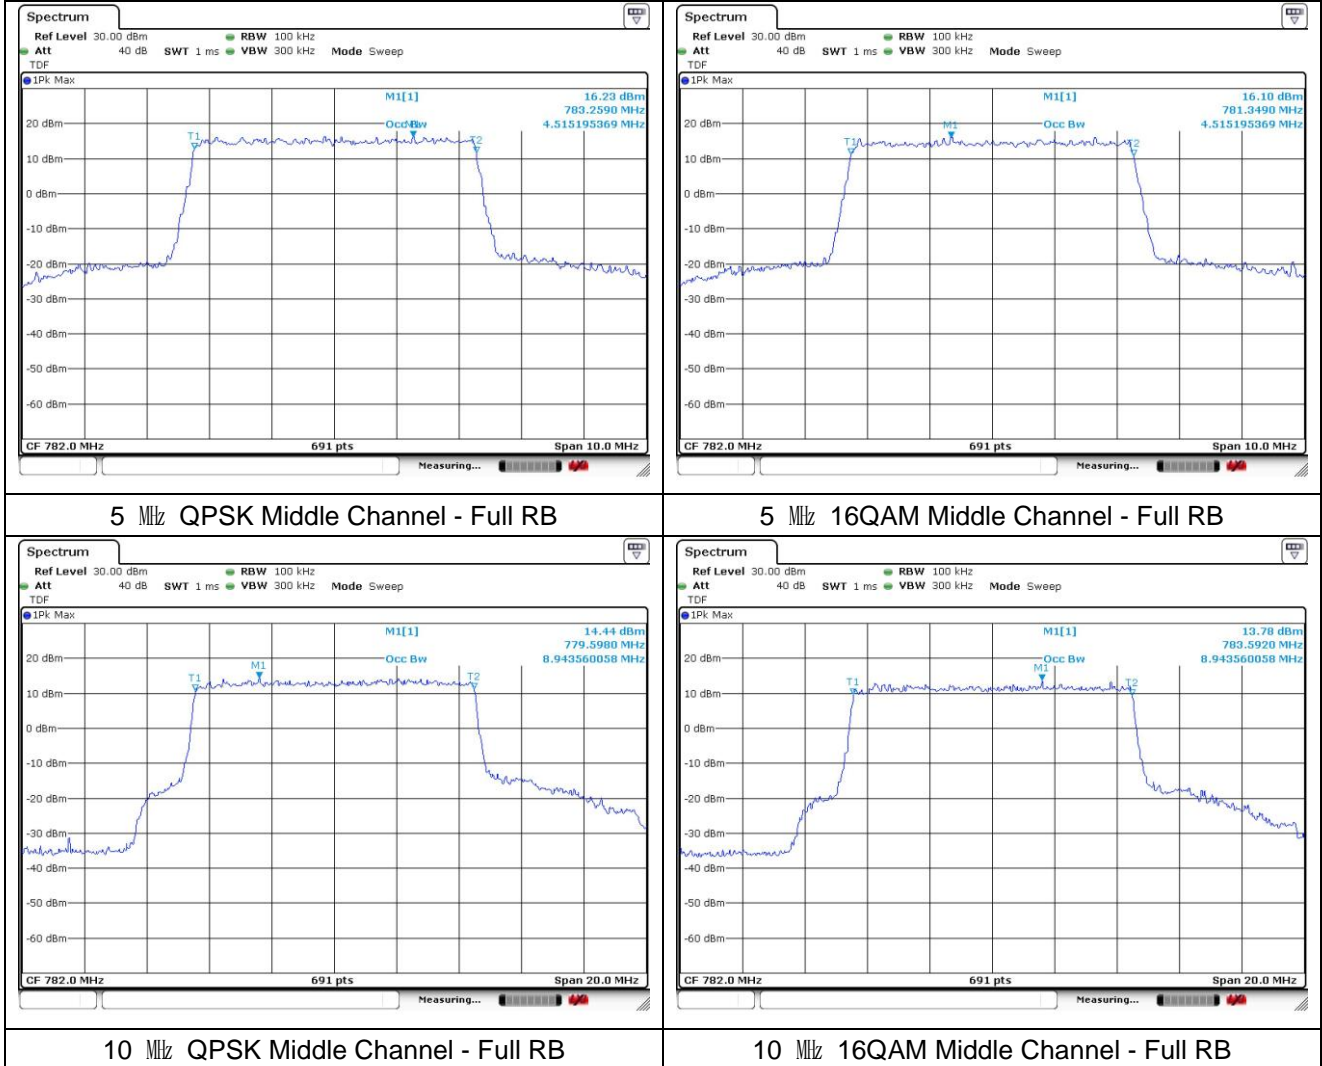 Spectrum
Ref Level 30.00 dBm RBW 100 kHz
Att 40 dB SWT 1 ms VBW 300 kHz Mode Sweep
TDF
1Pk Max
M1[1] 16.23 dBm
783.2590 MHz
Occ Bw 4.515195369 MHz
M1
T1
T2
20 dBm
10 dBm
0 dBm
-10 dBm
-20 dBm
-30 dBm
-40 dBm
-50 dBm
-60 dBm
CF 782.0 MHz 691 pts Span 10.0 MHz
Measuring...
5 ㎒ QPSK Middle Channel - Full RB
Spectrum
Ref Level 30.00 dBm RBW 100 kHz
Att 40 dB SWT 1 ms VBW 300 kHz Mode Sweep
TDF
1Pk Max
M1[1] 16.10 dBm
781.3490 MHz
Occ Bw 4.515195369 MHz
M1
T1
T2
20 dBm
10 dBm
0 dBm
-10 dBm
-20 dBm
-30 dBm
-40 dBm
-50 dBm
-60 dBm
CF 782.0 MHz 691 pts Span 10.0 MHz
Measuring...
5 ㎒ 16QAM Middle Channel - Full RB
Spectrum
Ref Level 30.00 dBm RBW 100 kHz
Att 40 dB SWT 1 ms VBW 300 kHz Mode Sweep
TDF
1Pk Max
M1[1] 14.44 dBm
779.5980 MHz
Occ Bw 8.943560058 MHz
M1
T1
T2
20 dBm
10 dBm
0 dBm
-10 dBm
-20 dBm
-30 dBm
-40 dBm
-50 dBm
-60 dBm
CF 782.0 MHz 691 pts Span 20.0 MHz
Measuring...
10 ㎒ QPSK Middle Channel - Full RB
Spectrum
Ref Level 30.00 dBm RBW 100 kHz
Att 40 dB SWT 1 ms VBW 300 kHz Mode Sweep
TDF
1Pk Max
M1[1] 13.78 dBm
783.5920 MHz
Occ Bw 8.943560058 MHz
M1
T1
T2
20 dBm
10 dBm
0 dBm
-10 dBm
-20 dBm
-30 dBm
-40 dBm
-50 dBm
-60 dBm
CF 782.0 MHz 691 pts Span 20.0 MHz
Measuring...
10 ㎒ 16QAM Middle Channel - Full RB